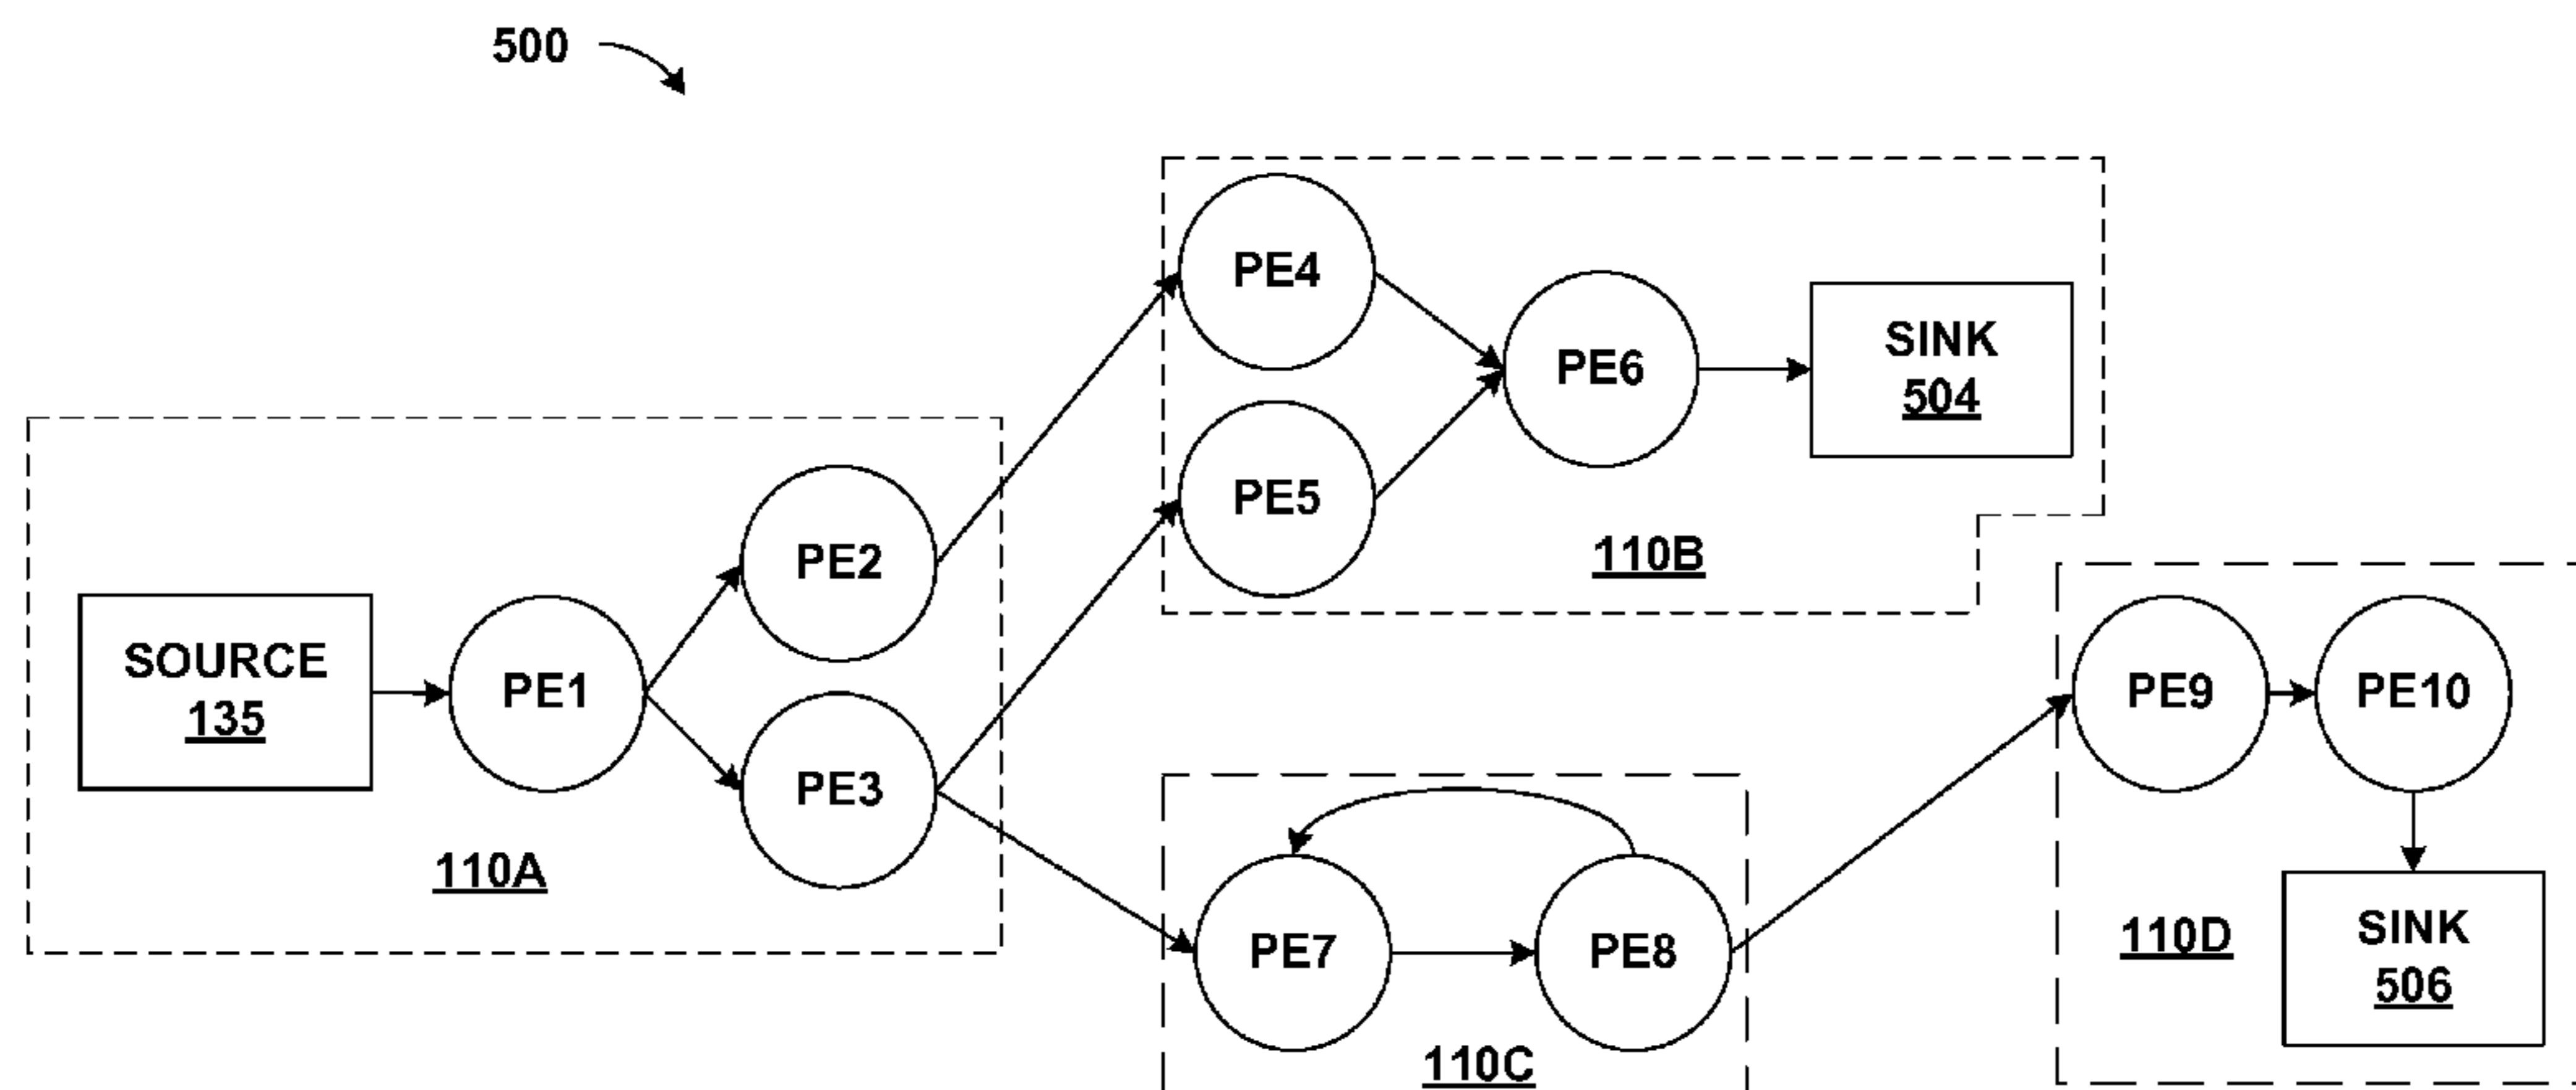 500
PE4
PE6
SINK
504
PE5
110B
PE2
SOURCE
135
PE1
PE3
110A
PE9
PE10
PE7
PE8
110C
110D
SINK
506